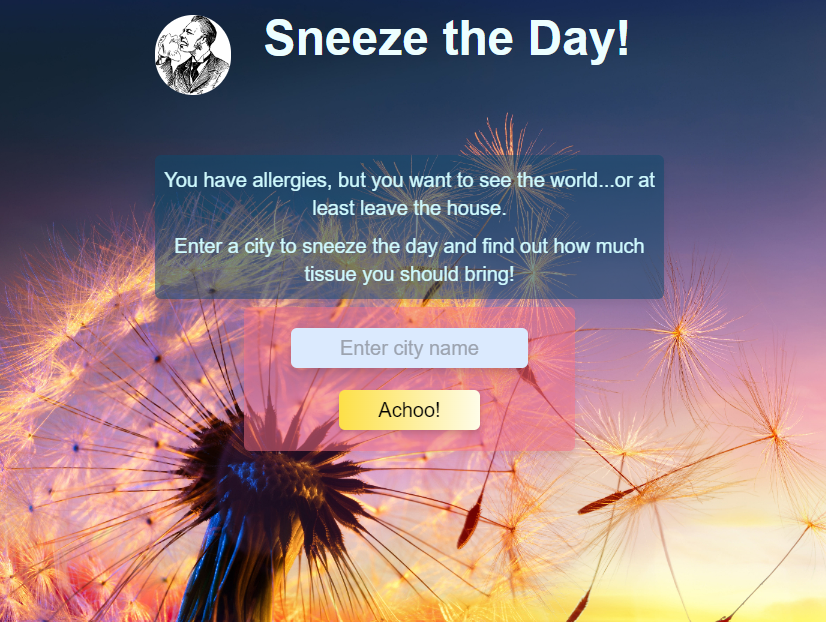 Sneeze the Day!
You have allergies, but you want to see the world...or at
least leave the house.
Enter a city to sneeze the day and find out how much
tissue you should bring!
Enter city name
Achoo!